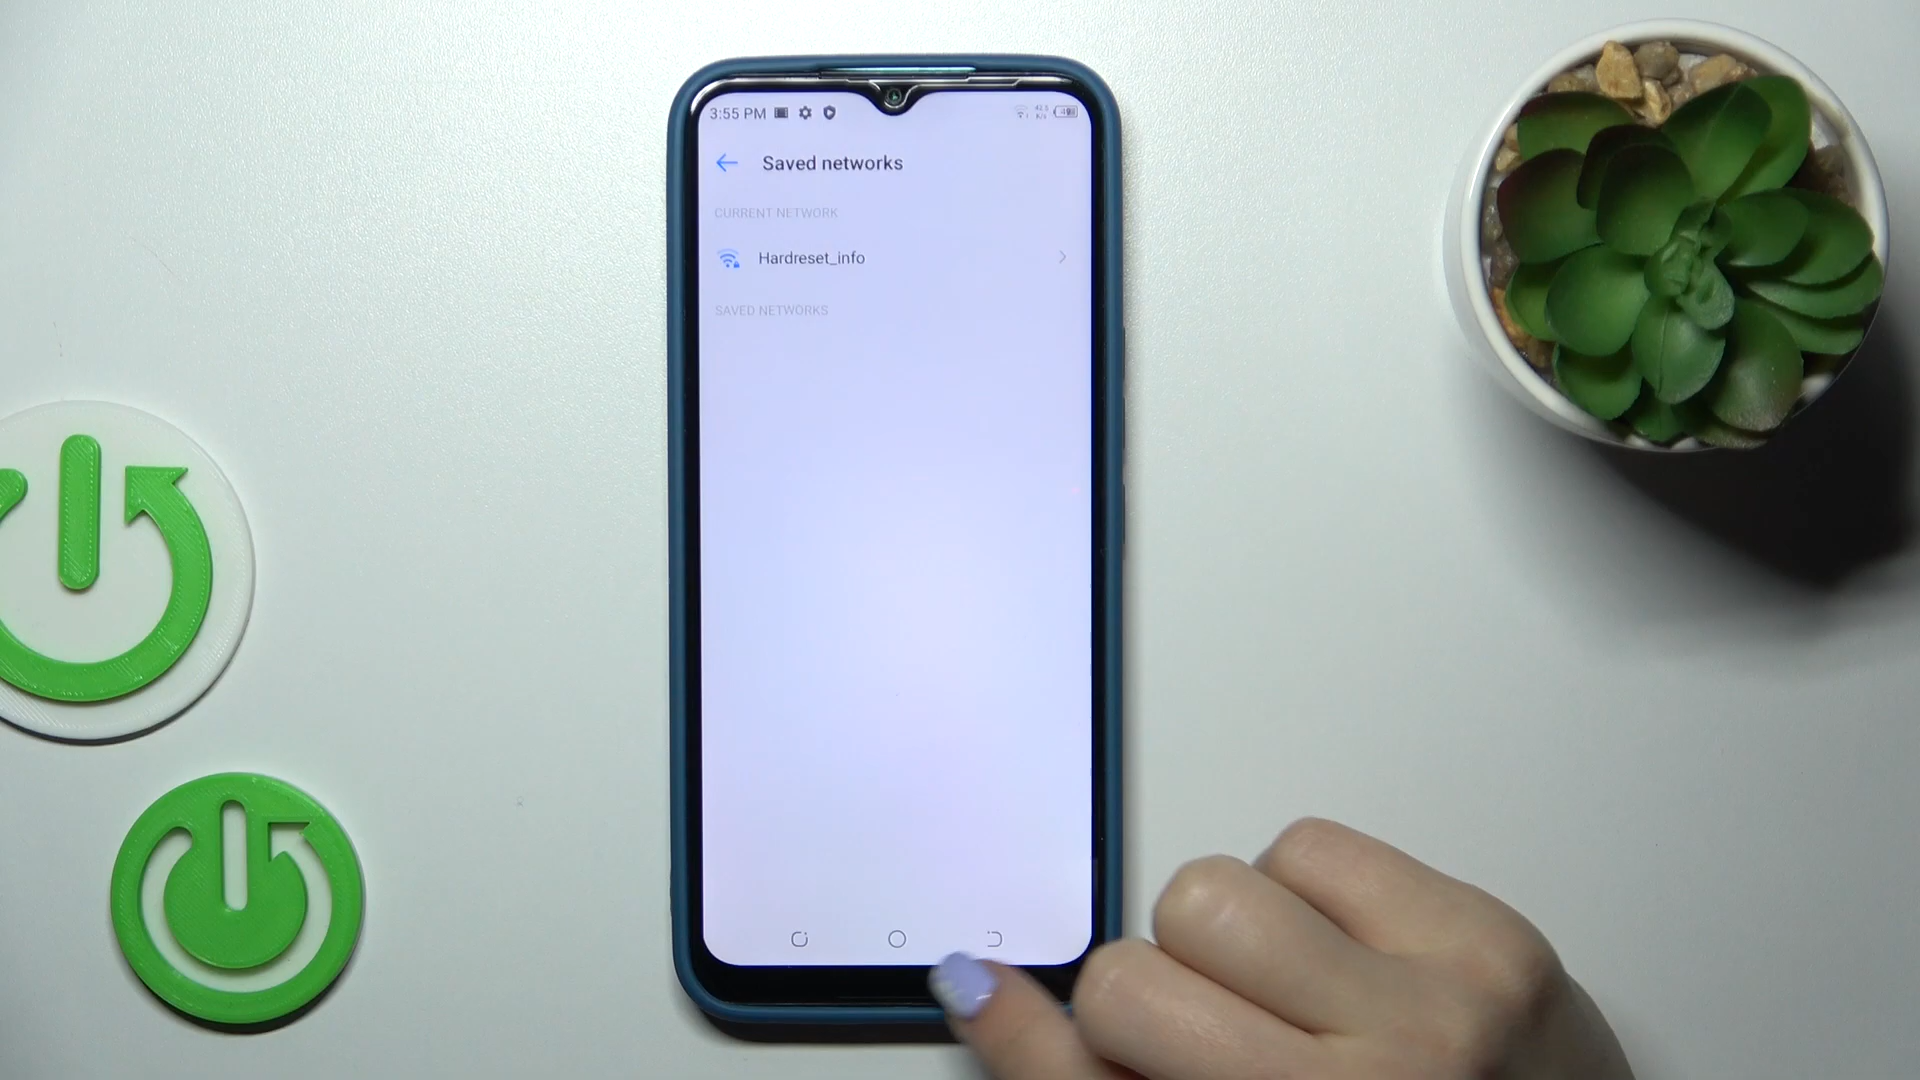 3:55 PM
Saved networks
CURRENT NETWORK
Hardreset_info
SAVED NETWORKS